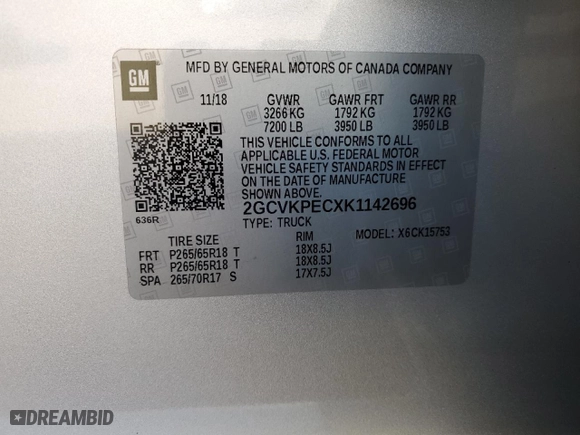 GM
MFD BY GENERAL MOTORS OF CANADA COMPANY
11/18 GVWR GAWR FRT GAWR RR
3266 KG 1792 KG 1792 KG
7200 LB 3950 LB 3950 LB
THIS VEHICLE CONFORMS TO ALL
APPLICABLE U.S. FEDERAL MOTOR
VEHICLE SAFETY STANDARDS IN EFFECT
ON THE DATE OF MANUFACTURE
SHOWN ABOVE.
2GCVKPECXK1142696
636R TYPE: TRUCK MODEL: X6CK15753
TIRE SIZE RIM
FRT P265/65R18 T 18X8.5J
RR P265/65R18 T 18X8.5J
SPA 265/70R17 S 17X7.5J
DREAMBID